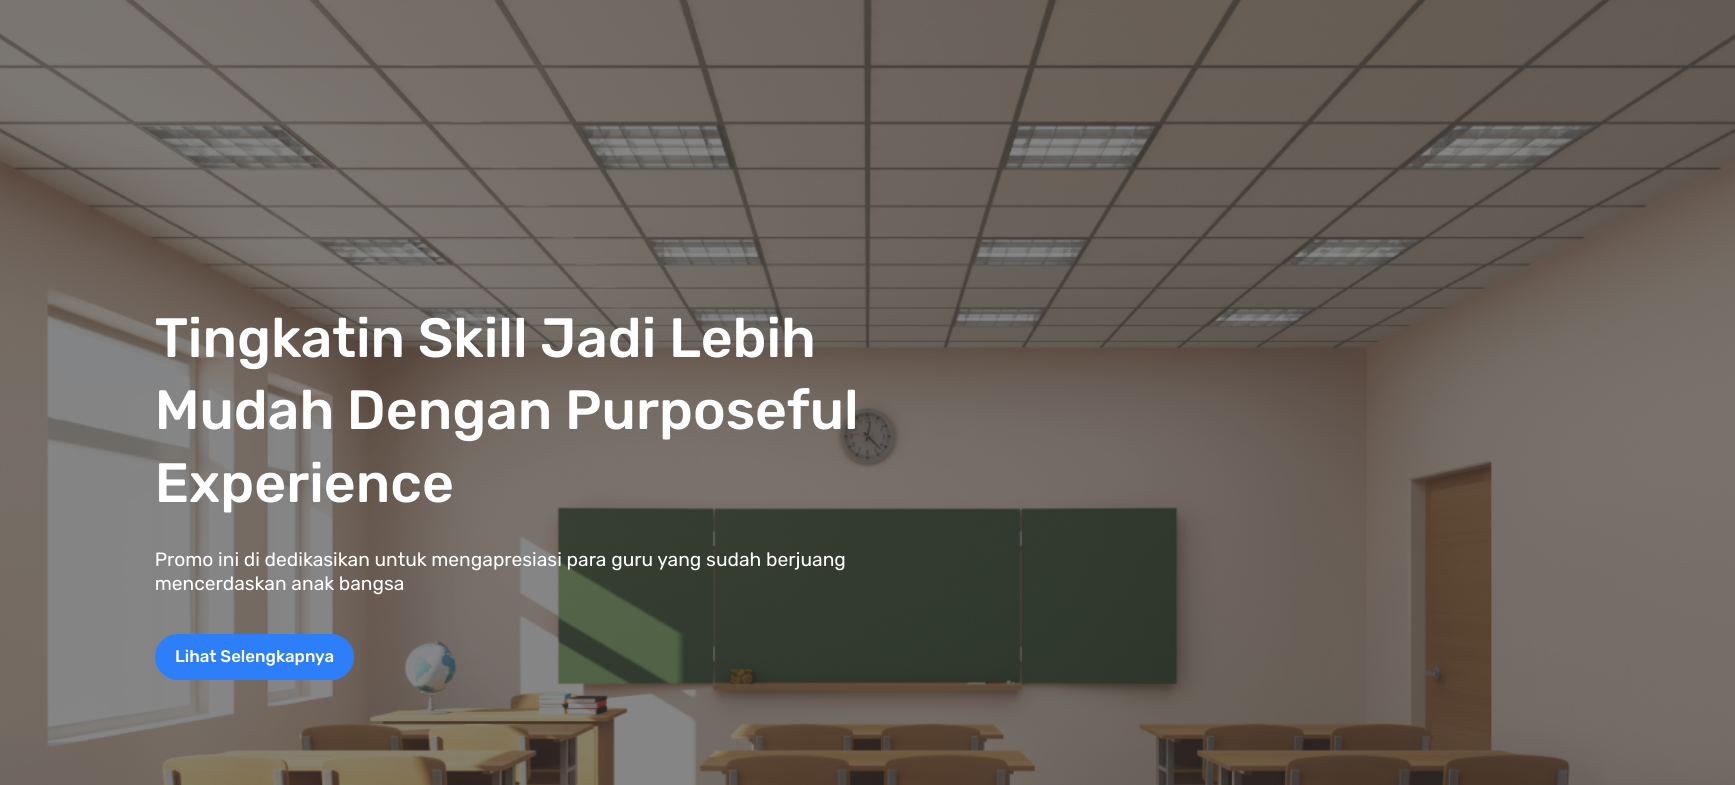 Tingkatin Skill Jadi Lebih
Mudah Dengan Purposeful
Experience
Promo ini di dedikasikan untuk mengapresiasi para guru yang sudah berjuang
mencerdaskan anak bangsa
Lihat Selengkapnya